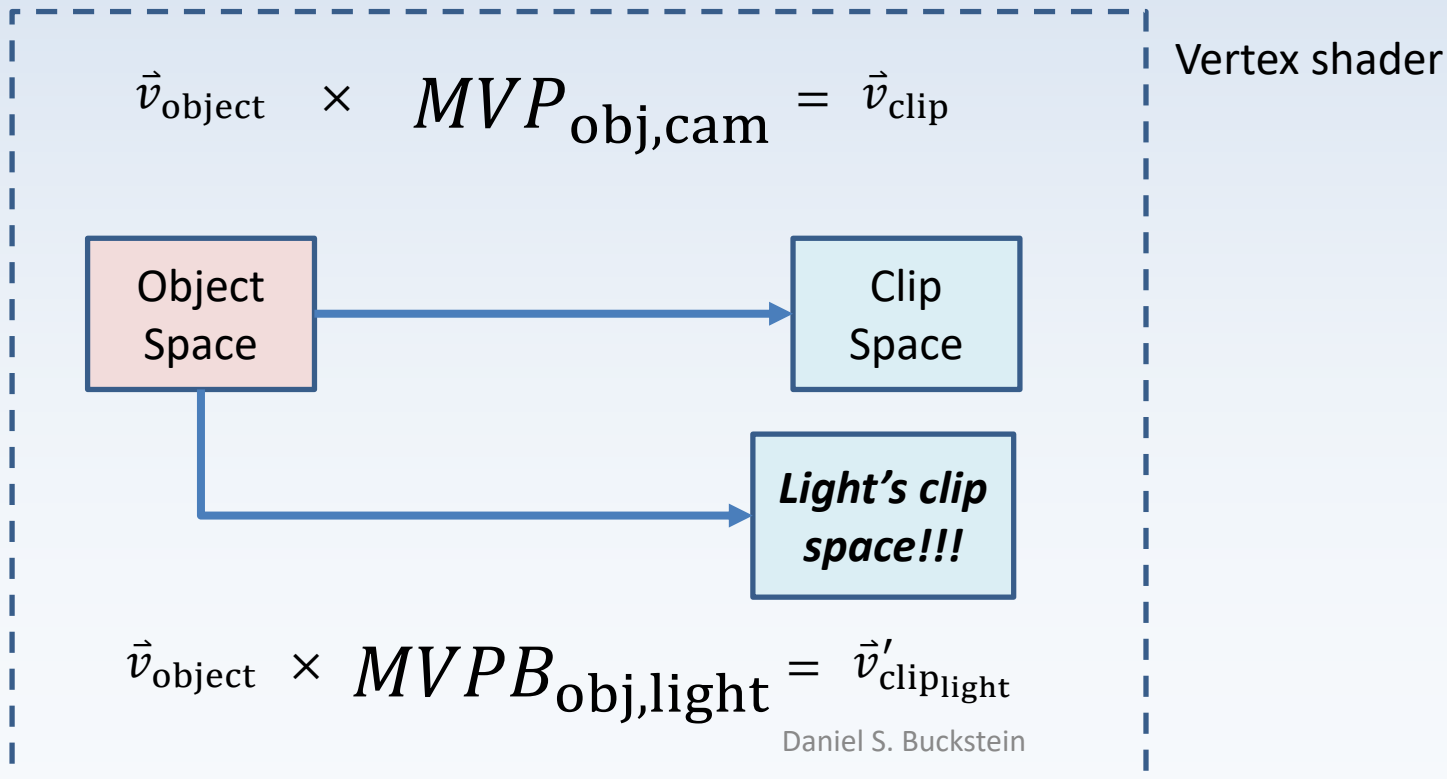 Vertex shader
v⃗object × MVPobj,cam = v⃗clip
Object
Space
Clip
Space
Light’s clip
space!!!
v⃗object × MVPBobj,light = v⃗′cliplight
Daniel S. Buckstein